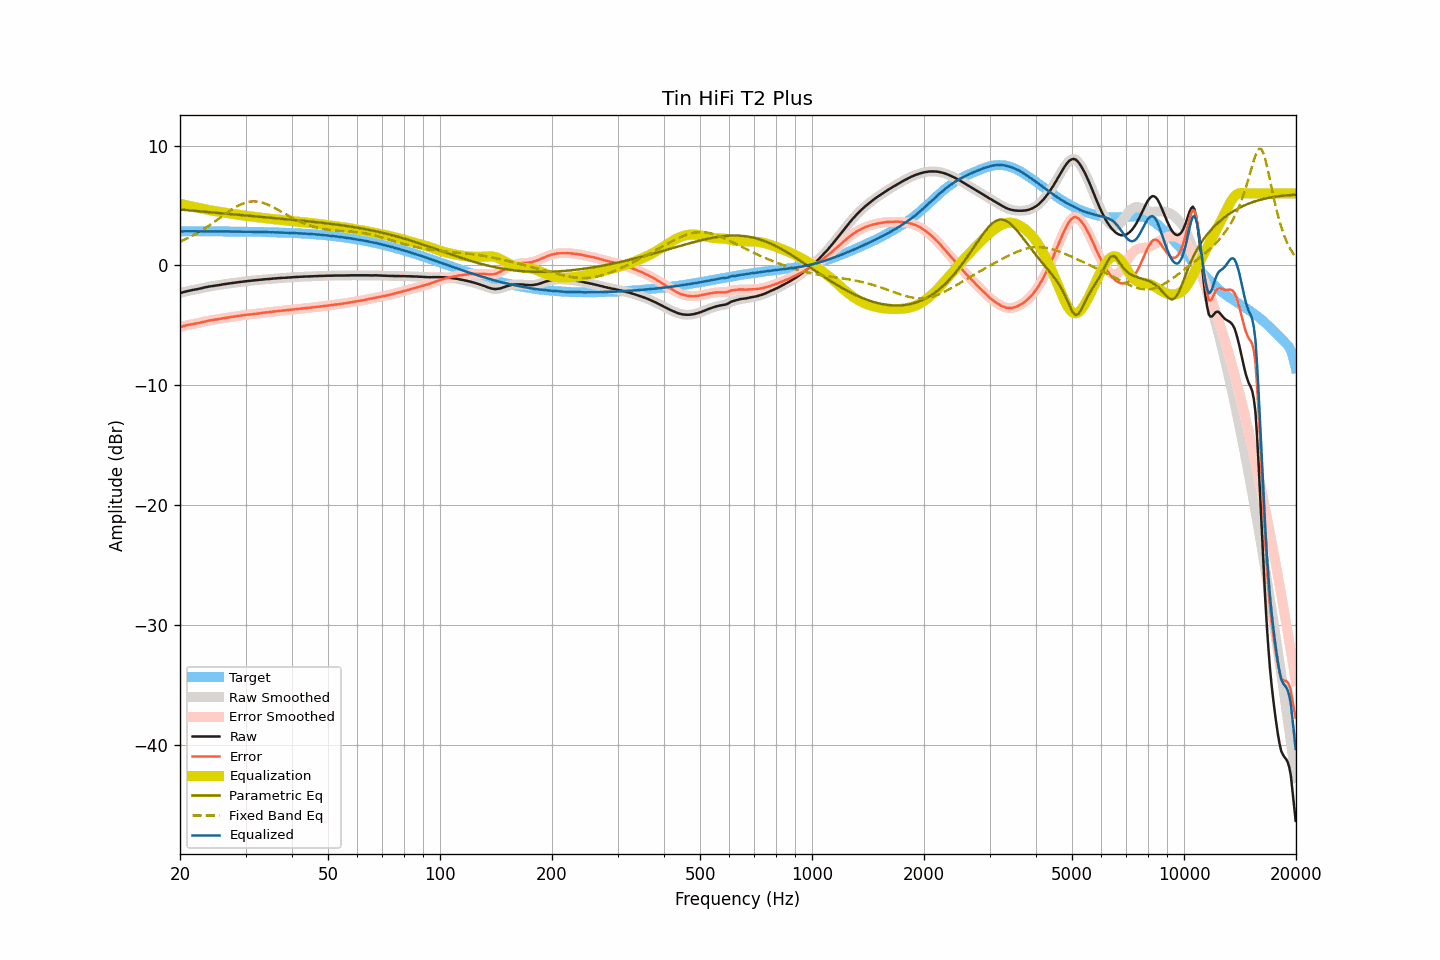 Tin HiFi T2 Plus
10
0
−10
−20
−30
−40
Amplitude (dBr)
Target
Raw Smoothed
Error Smoothed
Raw
Error
Equalization
Parametric Eq
Fixed Band Eq
Equalized
20 50 100 200 500 1000 2000 5000 10000 20000
Frequency (Hz)